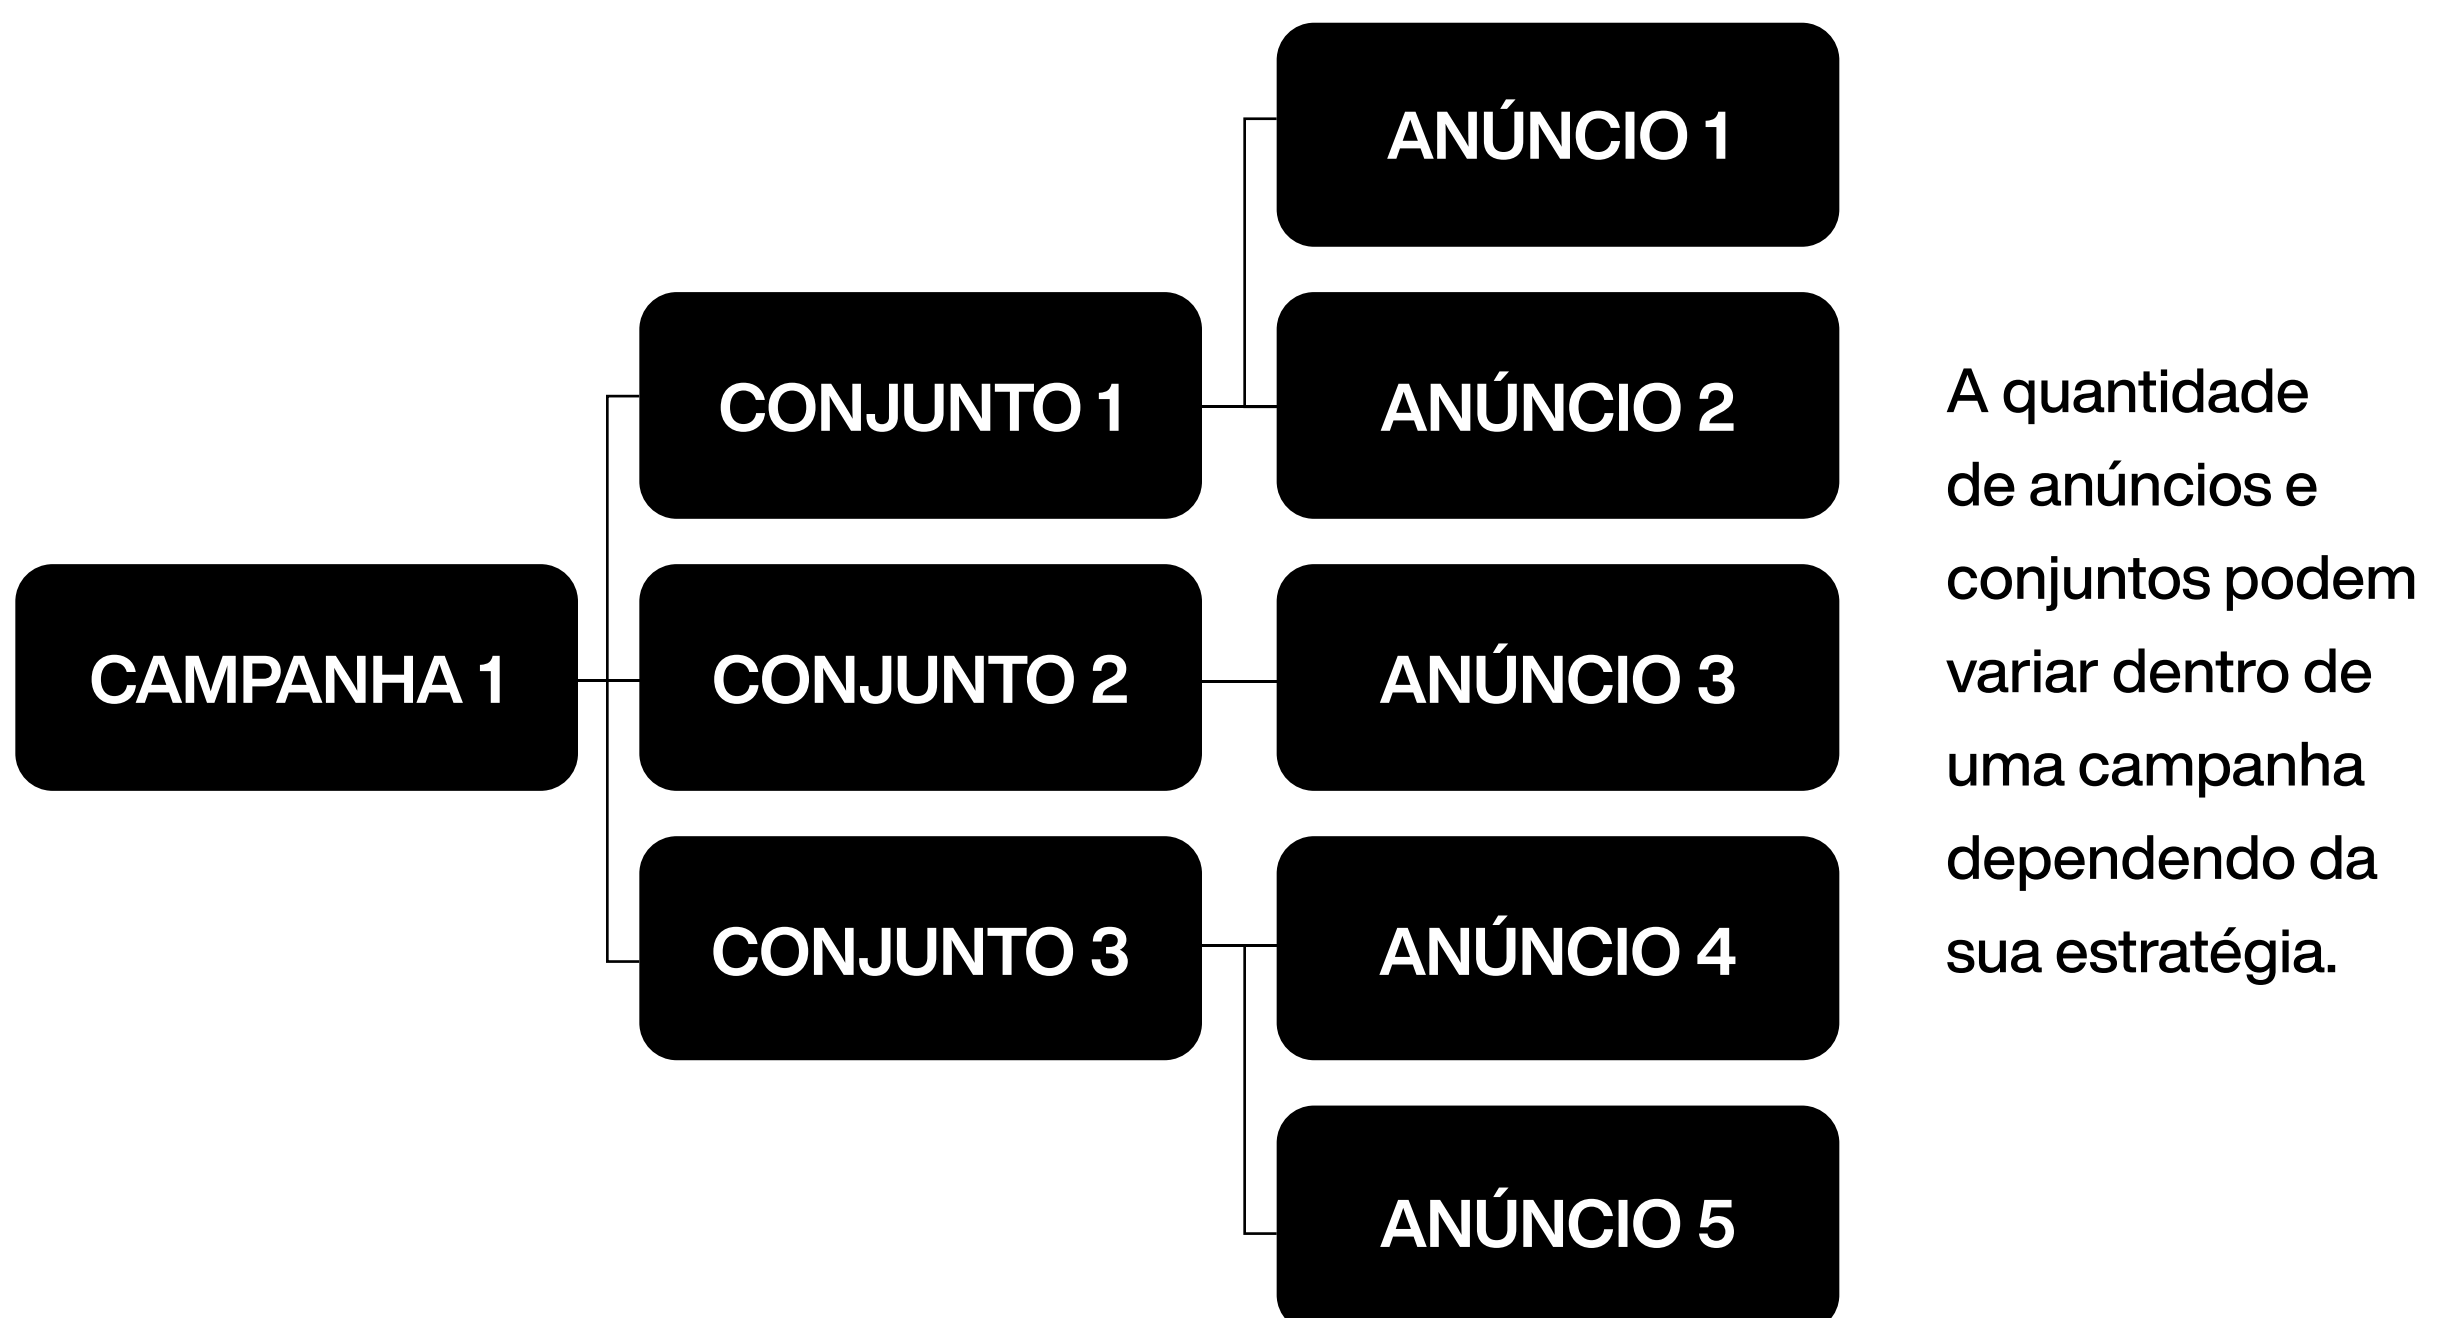 CAMPANHA 1
CONJUNTO 1
CONJUNTO 2
CONJUNTO 3
ANÚNCIO 1
ANÚNCIO 2
ANÚNCIO 3
ANÚNCIO 4
ANÚNCIO 5
A quantidade
de anúncios e
conjuntos podem
variar dentro de
uma campanha
dependendo da
sua estratégia.